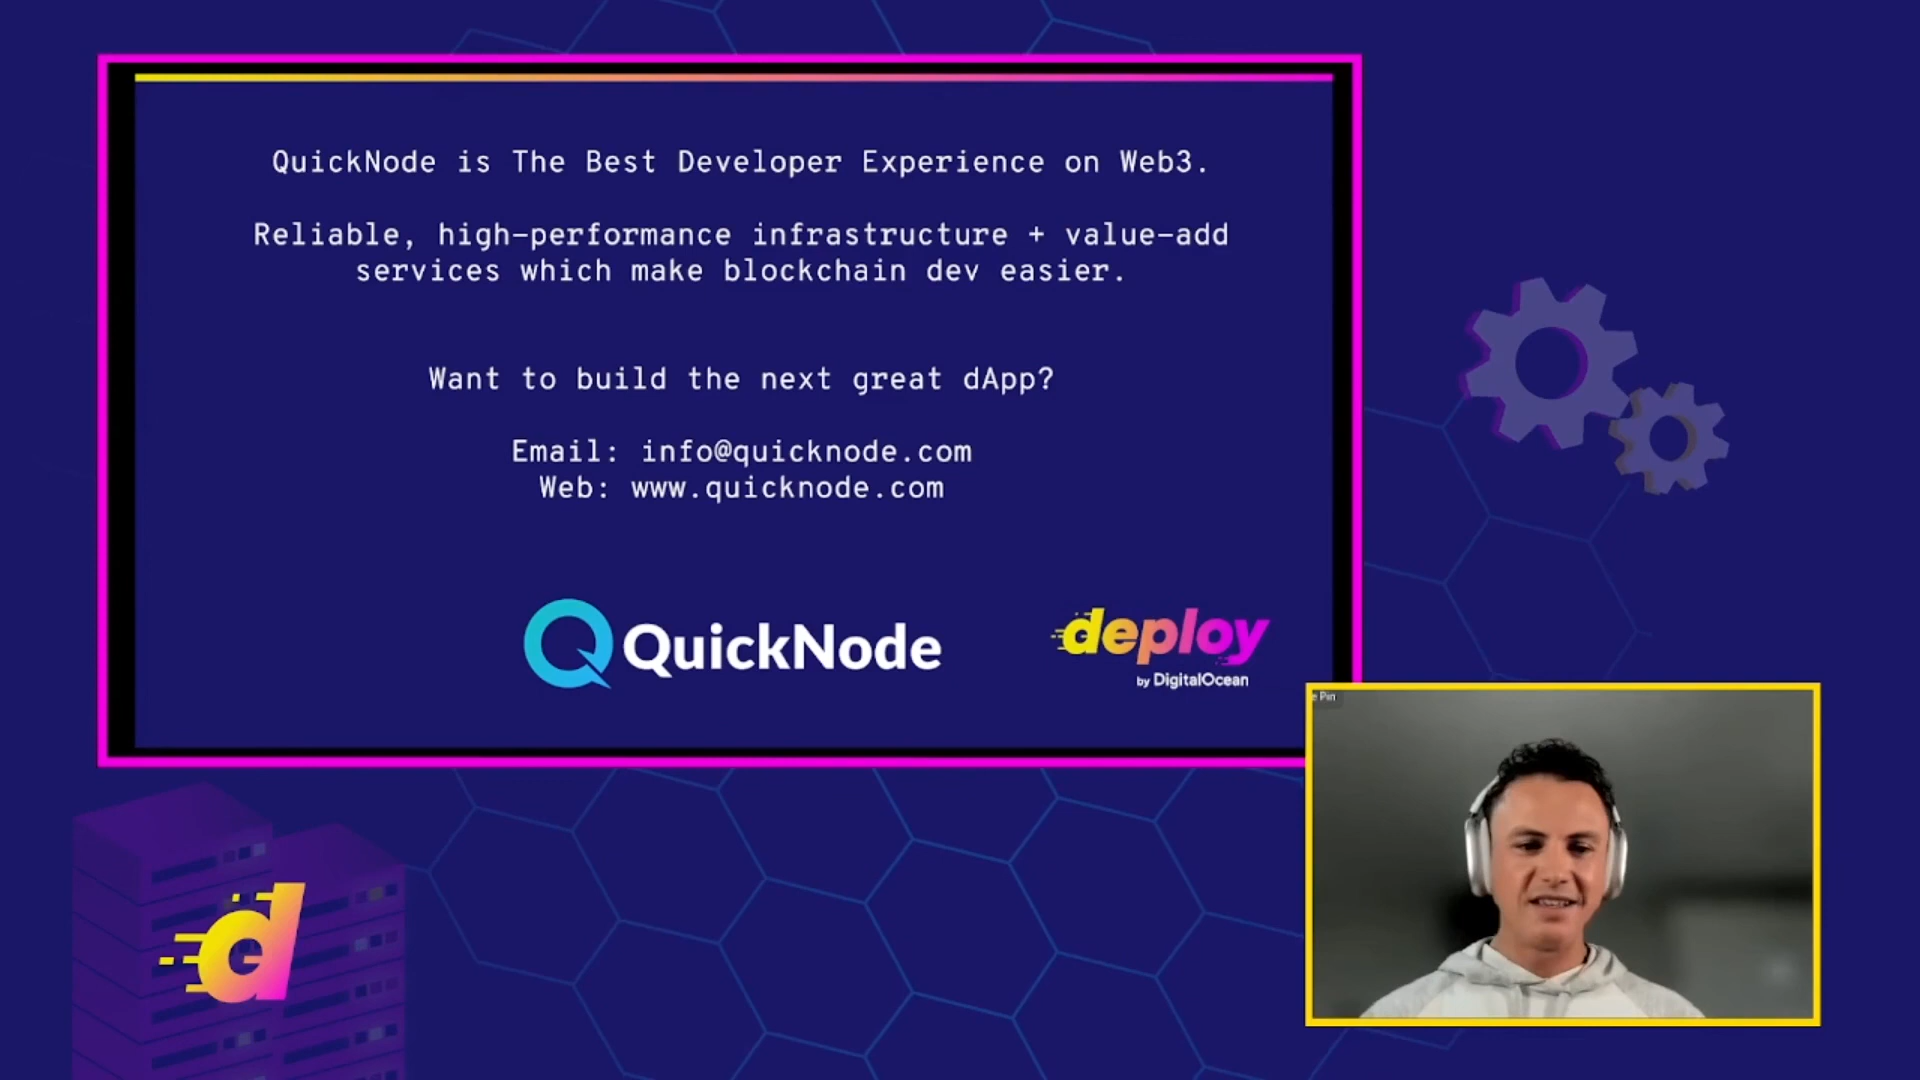 QuickNode is The Best Developer Experience on Web3.
Reliable, high-performance infrastructure + value-add
services which make blockchain dev easier.
Want to build the next great dApp?
Email: info@quicknode.com
Web: www.quicknode.com
QuickNode
deploy
by DigitalOcean
e Pin
d